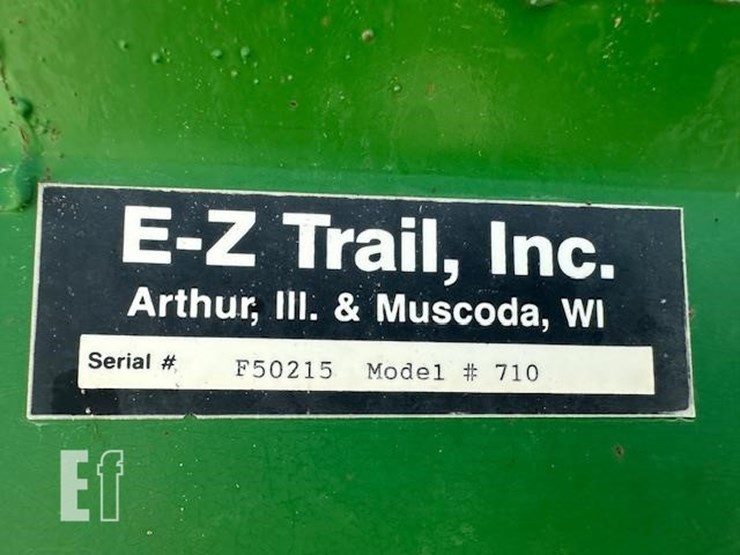 E-Z Trail, Inc.
Arthur, Ill. & Muscoda, WI
Serial # F50215 Model # 710
Ef